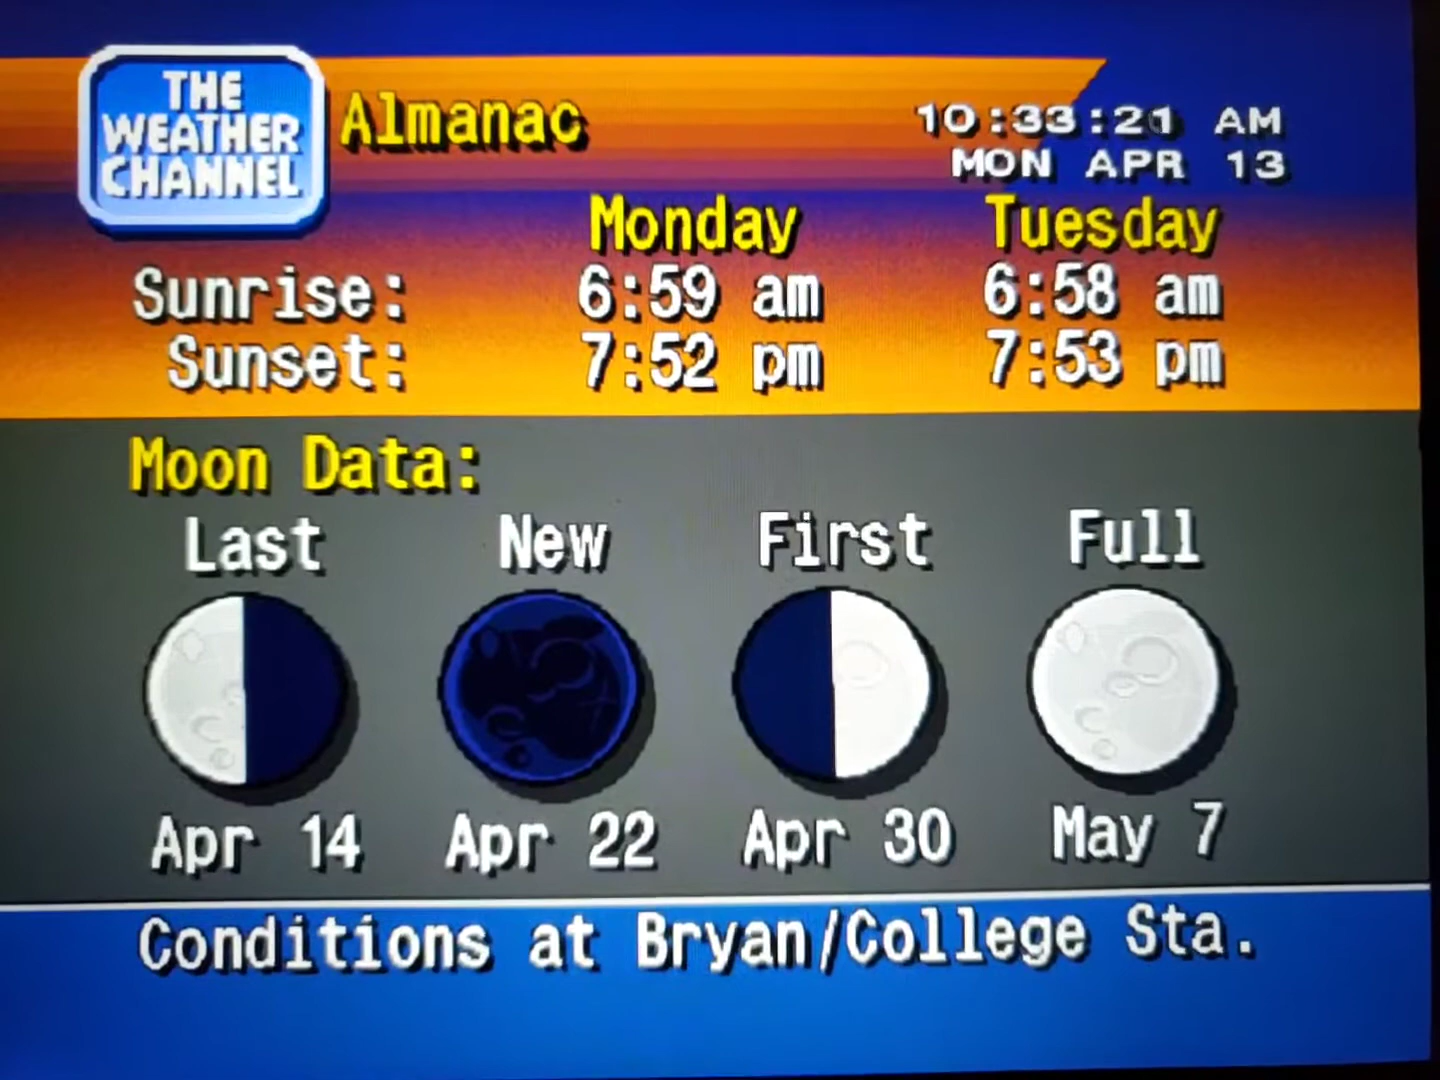 THE
WEATHER
CHANNEL
Almanac
10:33:21 AM
MON APR 13
Monday Tuesday
Sunrise: 6:59 am 6:58 am
Sunset: 7:52 pm 7:53 pm
Moon Data:
Last New First Full
Apr 14 Apr 22 Apr 30 May 7
Conditions at Bryan/College Sta.